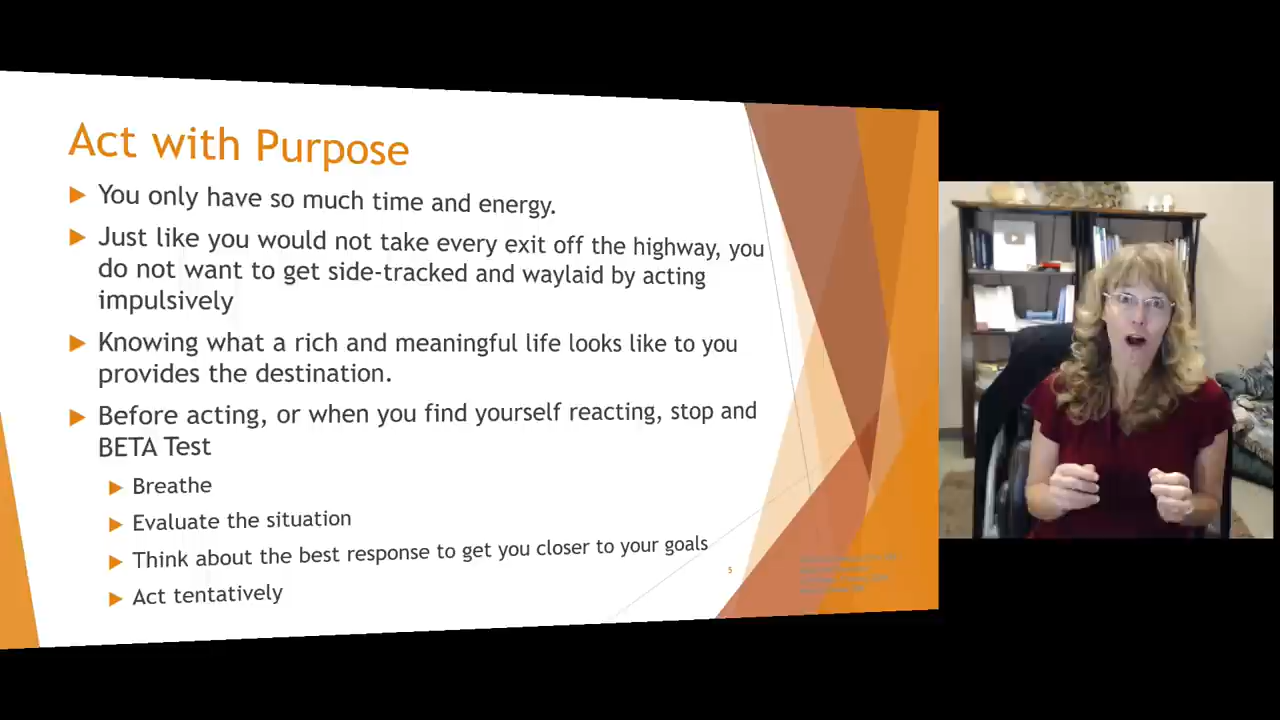 Act with Purpose
You only have so much time and energy.
Just like you would not take every exit off the highway, you
do not want to get side-tracked and waylaid by acting
impulsively
Knowing what a rich and meaningful life looks like to you
provides the destination.
Before acting, or when you find yourself reacting, stop and
BETA Test
Breathe
Evaluate the situation
Think about the best response to get you closer to your goals
Act tentatively
5